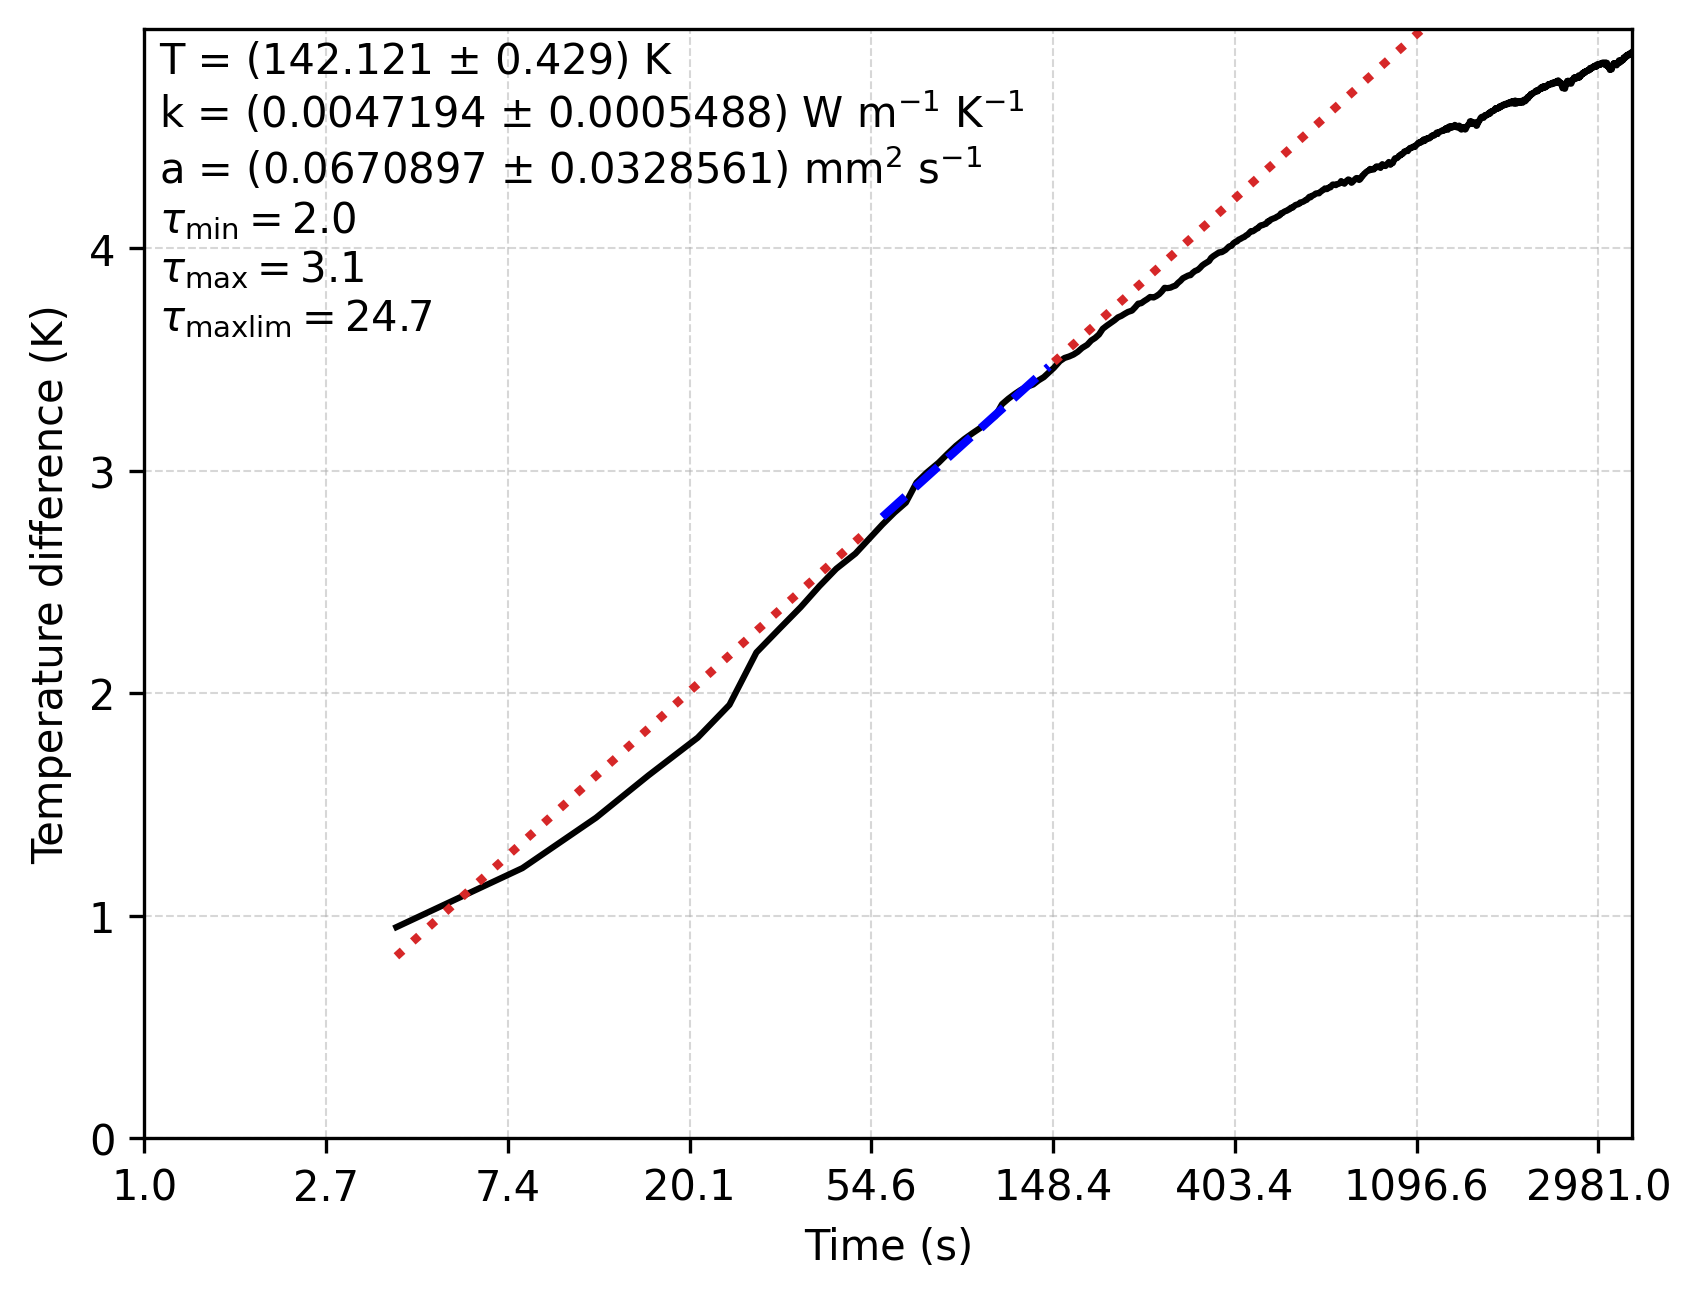 T = (142.121 ± 0.429) K
k = (0.0047194 ± 0.0005488) W m⁻¹ K⁻¹
a = (0.0670897 ± 0.0328561) mm² s⁻¹
τmin = 2.0
τmax = 3.1
τmaxlim = 24.7
Temperature difference (K)
4
3
2
1
0
1.0 2.7 7.4 20.1 54.6 148.4 403.4 1096.6 2981.0
Time (s)